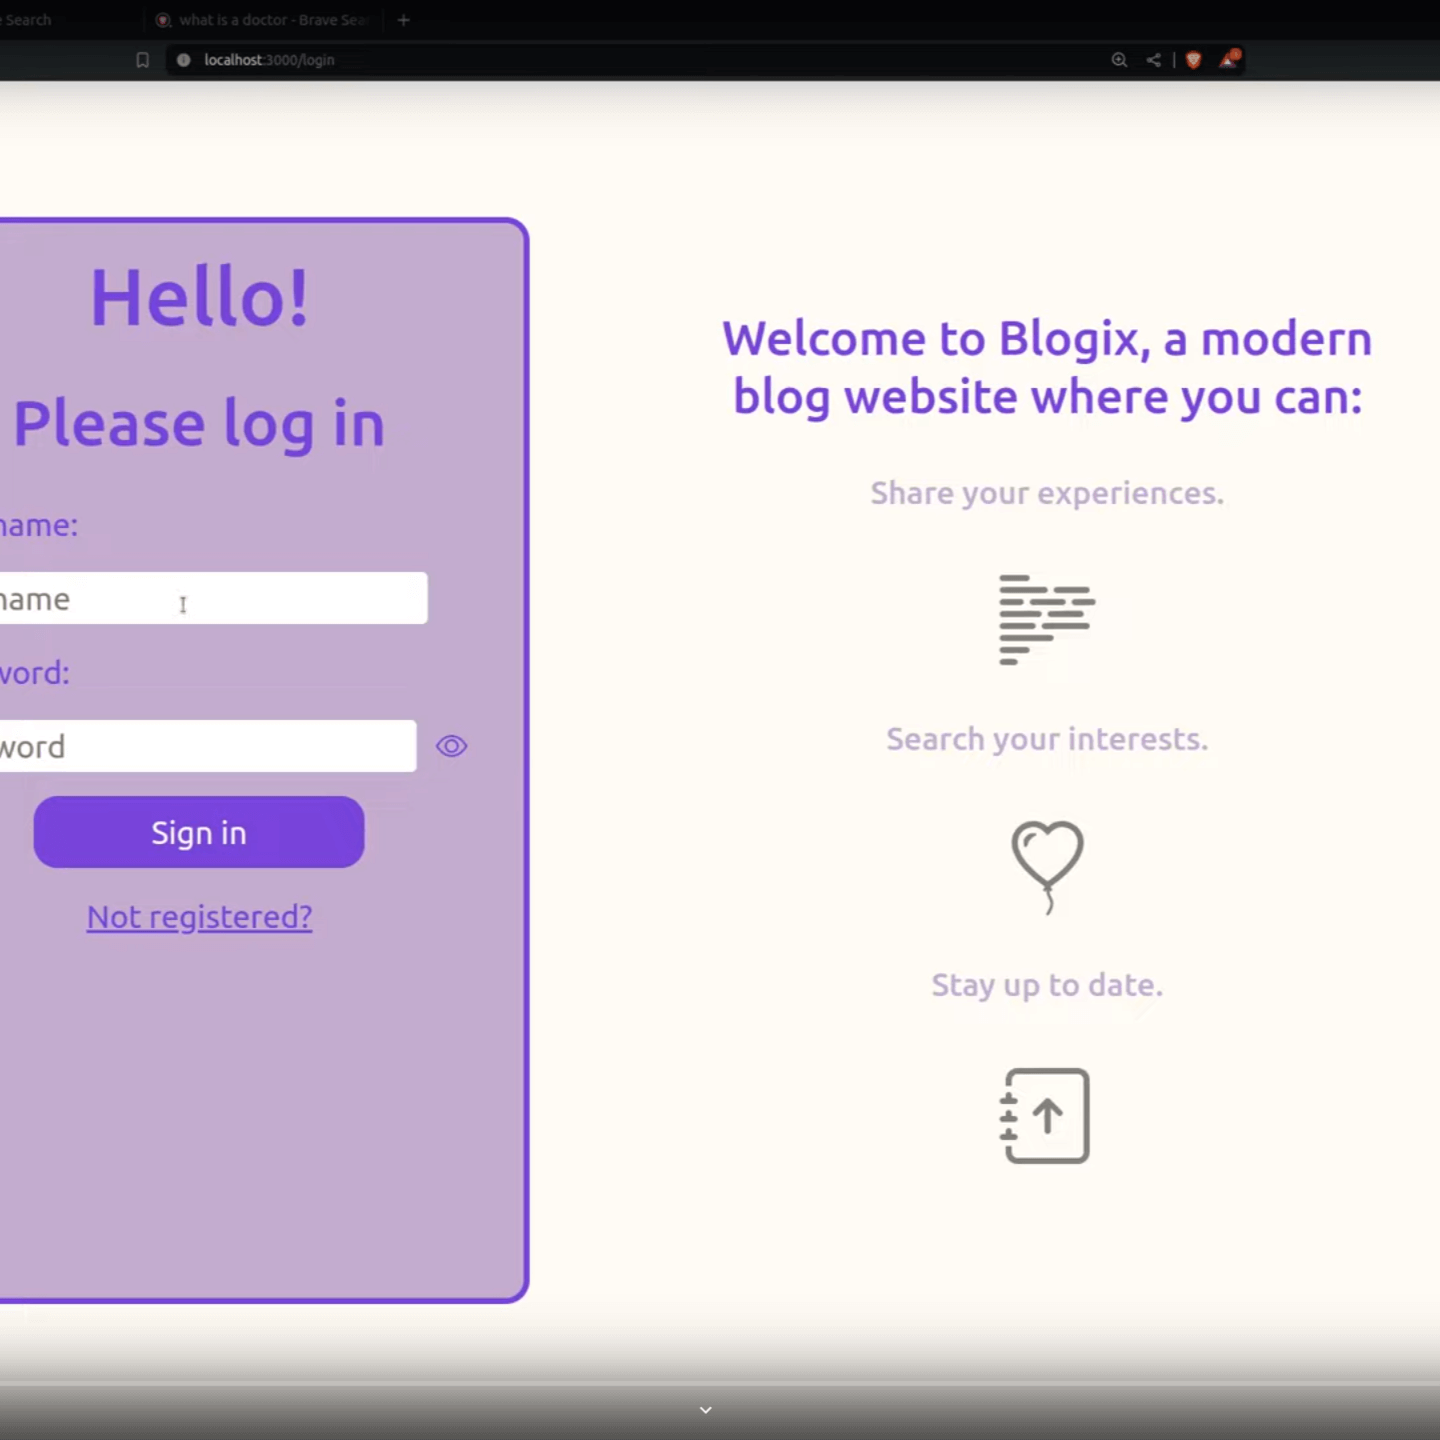 Search
what is a doctor - Brave Sea
localhost:3000/login
Hello!
Please log in
name:
name
word:
word
Sign in
Not registered?
Welcome to Blogix, a modern
blog website where you can:
Share your experiences.
Search your interests.
Stay up to date.